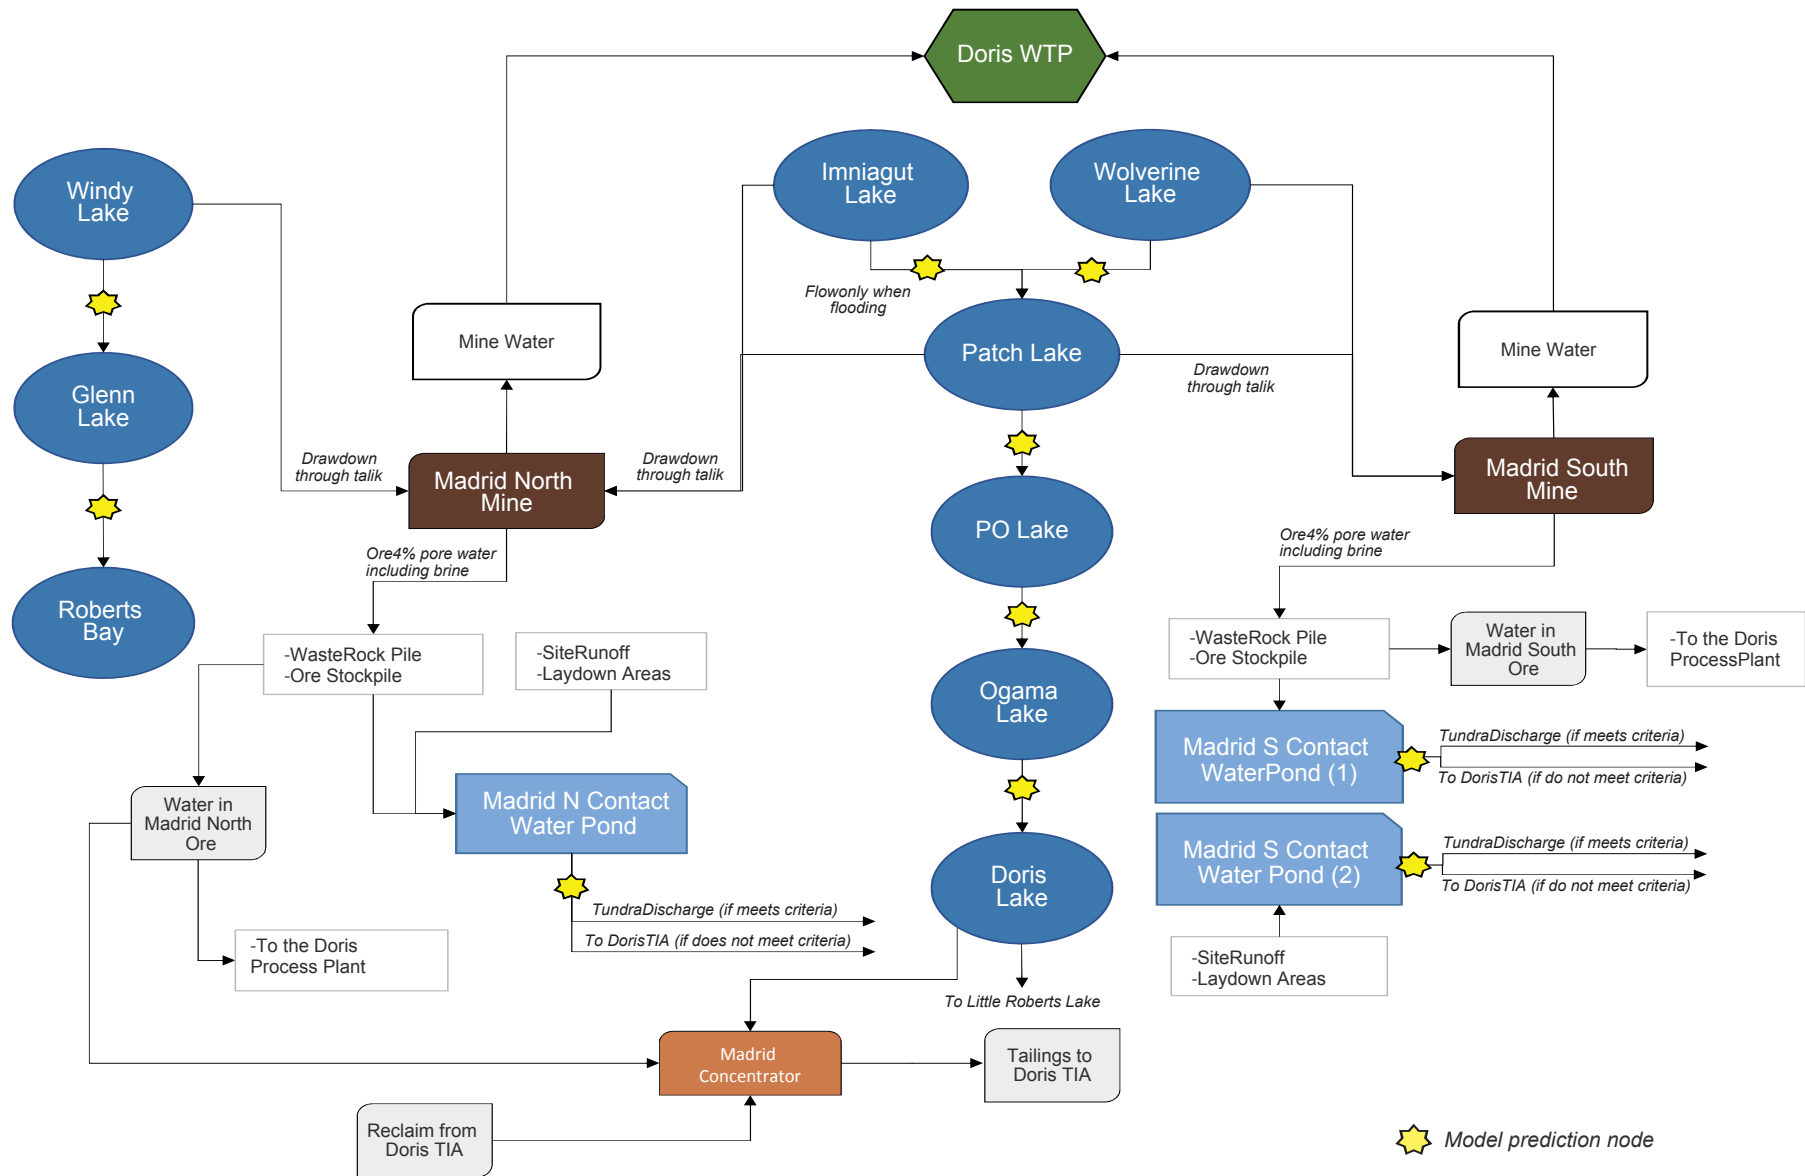 Doris WTP
Windy
Lake
Imniagut
Lake
Wolverine
Lake
Flowonly when
flooding
Mine Water
Patch Lake
Mine Water
Drawdown
through talik
Glenn
Lake
Drawdown
through talik
Madrid North
Mine
Drawdown
through talik
Madrid South
Mine
PO Lake
Ore4% pore water
including brine
Ore4% pore water
including brine
Roberts
Bay
-WasteRock Pile
-Ore Stockpile
-SiteRunoff
-Laydown Areas
-WasteRock Pile
-Ore Stockpile
Water in
Madrid South
Ore
-To the Doris
ProcessPlant
Ogama
Lake
Madrid S Contact
WaterPond (1)
TundraDischarge (if meets criteria)
To DorisTIA (if do not meet criteria)
Water in
Madrid North
Ore
Madrid N Contact
Water Pond
Madrid S Contact
Water Pond (2)
TundraDischarge (if meets criteria)
To DorisTIA (if do not meet criteria)
Doris
Lake
TundraDischarge (if meets criteria)
To DorisTIA (if does not meet criteria)
-To the Doris
Process Plant
-SiteRunoff
-Laydown Areas
To Little Roberts Lake
Madrid
Concentrator
Tailings to
Doris TIA
Reclaim from
Doris TIA
Model prediction node